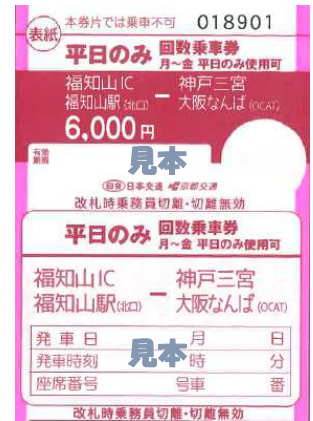 本券片では乗車不可 018901
表紙
平日のみ 回数乗車券
月~金 平日のみ使用可
福知山IC ー 神戸三宮
福知山駅(北口) 大阪なんば(OCAT)
6,000円
有効
期間
見本
日本交通 京都交通
改札時乗務員切離・切離無効
平日のみ 回数乗車券
月~金 平日のみ使用可
福知山IC ー 神戸三宮
福知山駅(北口) 大阪なんば(OCAT)
発車日 月 日
発車時刻 時 分
見本
座席番号 号車 番
改札時乗務員切離・切離無効